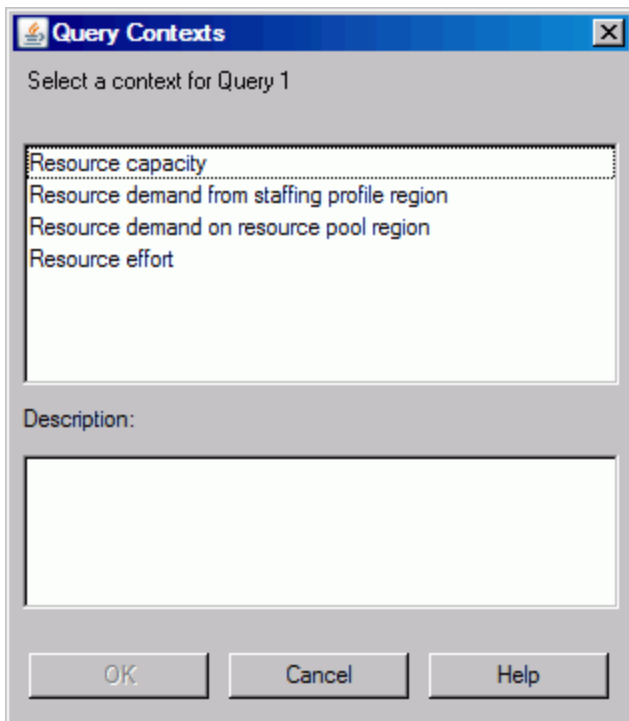 Query Contexts
Select a context for Query 1
Resource capacity
Resource demand from staffing profile region
Resource demand on resource pool region
Resource effort
Description:
OK Cancel Help